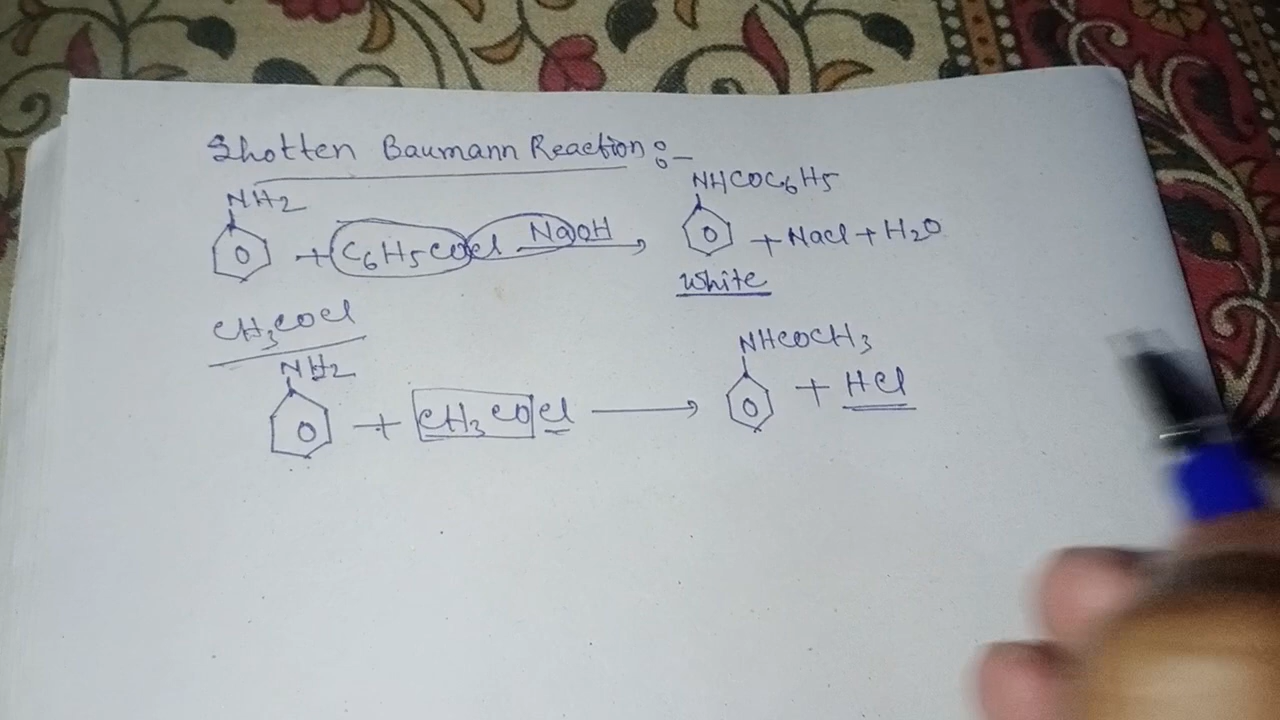 Shotten Baumann Reaction :-
NH2 NHCOC6H5
+ C6H5COCl NaOH → + NaCl + H2O
White
CH3COCl
NH2 NHCOCH3
+ CH3COCl → + HCl